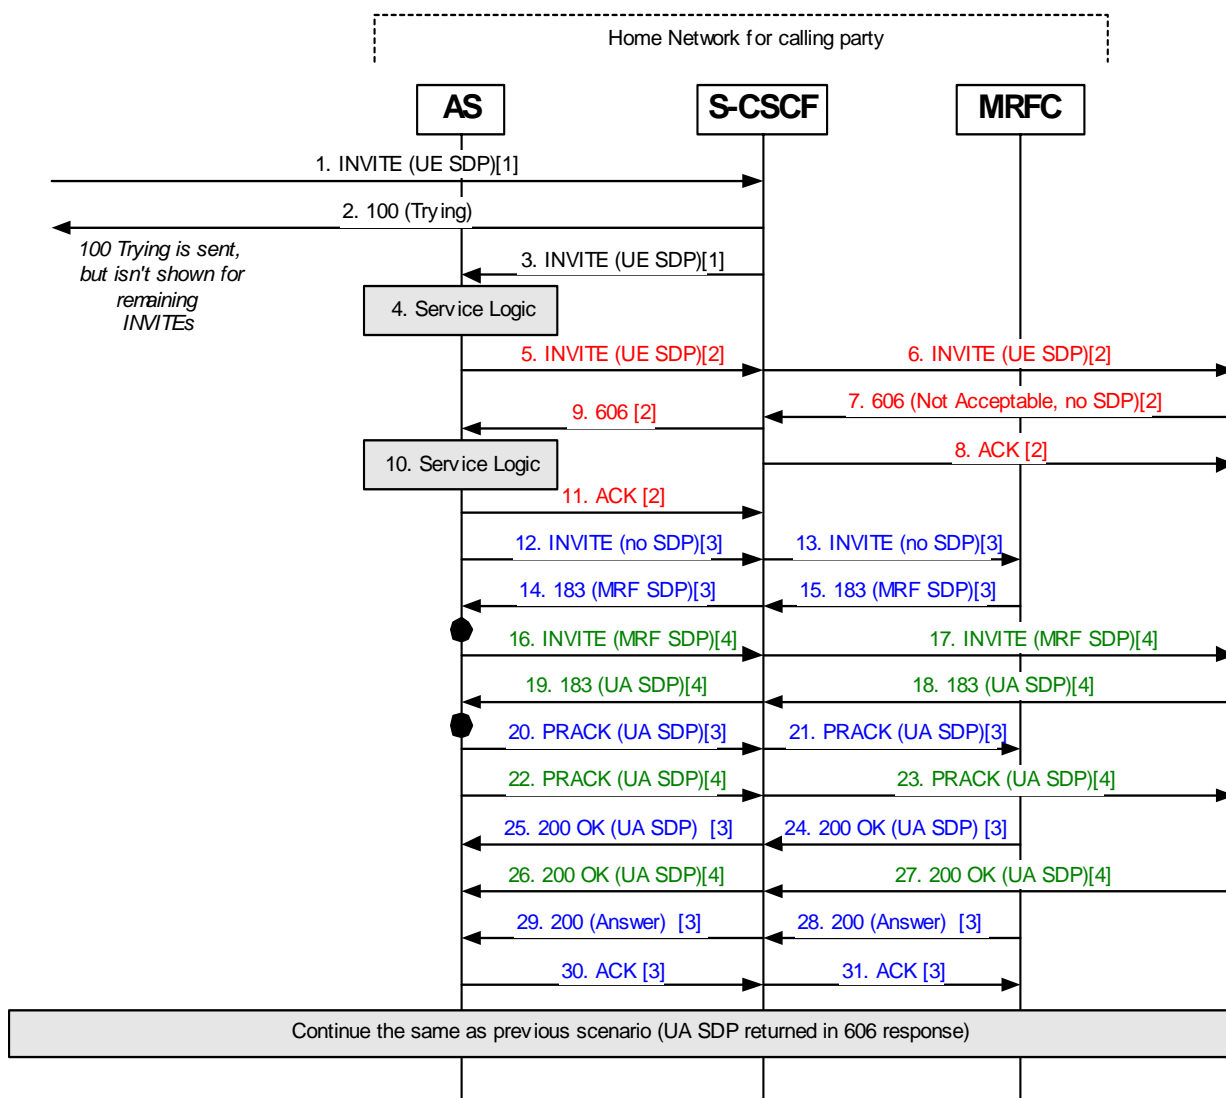 Home Network for calling party
AS
S-CSCF
MRFC
1. INVITE (UE SDP)[1]
2. 100 (Trying)
100 Trying is sent,
but isn't shown for
remaining
INVITEs
3. INVITE (UE SDP)[1]
4. Service Logic
5. INVITE (UE SDP)[2]
6. INVITE (UE SDP)[2]
7. 606 (Not Acceptable, no SDP)[2]
9. 606 [2]
10. Service Logic
8. ACK [2]
11. ACK [2]
12. INVITE (no SDP)[3]
13. INVITE (no SDP)[3]
14. 183 (MRF SDP)[3]
15. 183 (MRF SDP)[3]
16. INVITE (MRF SDP)[4]
17. INVITE (MRF SDP)[4]
19. 183 (UA SDP)[4]
18. 183 (UA SDP)[4]
20. PRACK (UA SDP)[3]
21. PRACK (UA SDP)[3]
22. PRACK (UA SDP)[4]
23. PRACK (UA SDP)[4]
25. 200 OK (UA SDP) [3]
24. 200 OK (UA SDP) [3]
26. 200 OK (UA SDP)[4]
27. 200 OK (UA SDP)[4]
29. 200 (Answer) [3]
28. 200 (Answer) [3]
30. ACK [3]
31. ACK [3]
Continue the same as previous scenario (UA SDP returned in 606 response)